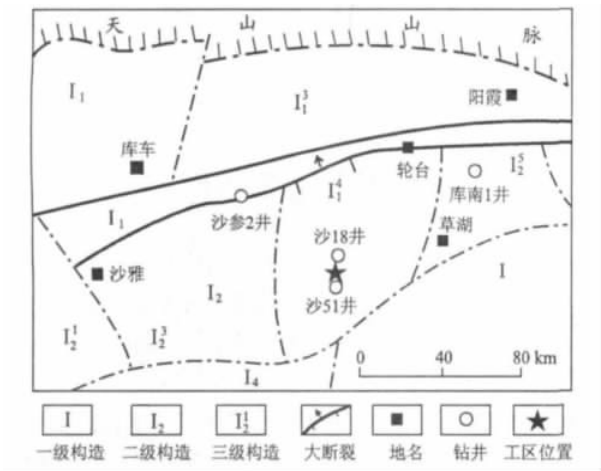 天 山 山 脉
I₁
I₁³
阳霞
库车
轮台
I₂⁵
I₁⁴
库南1井
I₁
沙参2井
草湖
沙18井
沙雅
I₂
I
沙51井
I₂¹
I₂³
I₄
0 40 80 km
I I₂ I₂¹
一级构造 二级构造 三级构造 大断裂 地名 钻井 工区位置